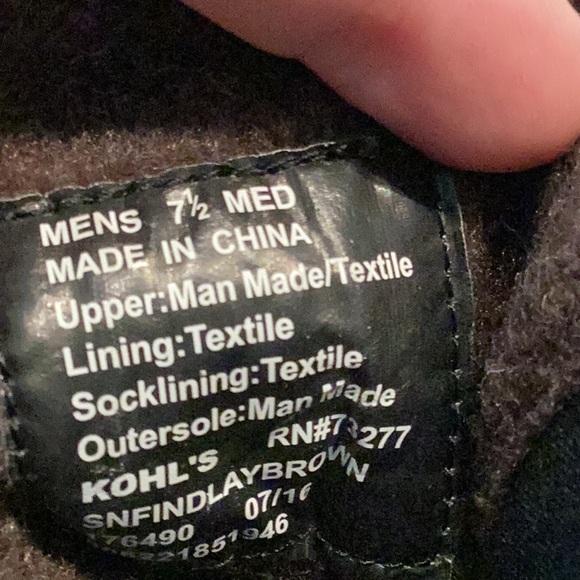 MENS 7½ MED
MADE IN CHINA
Upper:Man Made/Textile
Lining:Textile
Socklining:Textile
Outersole:Man Made
KOHL'S
SNFINDLAYBROWN
07/16